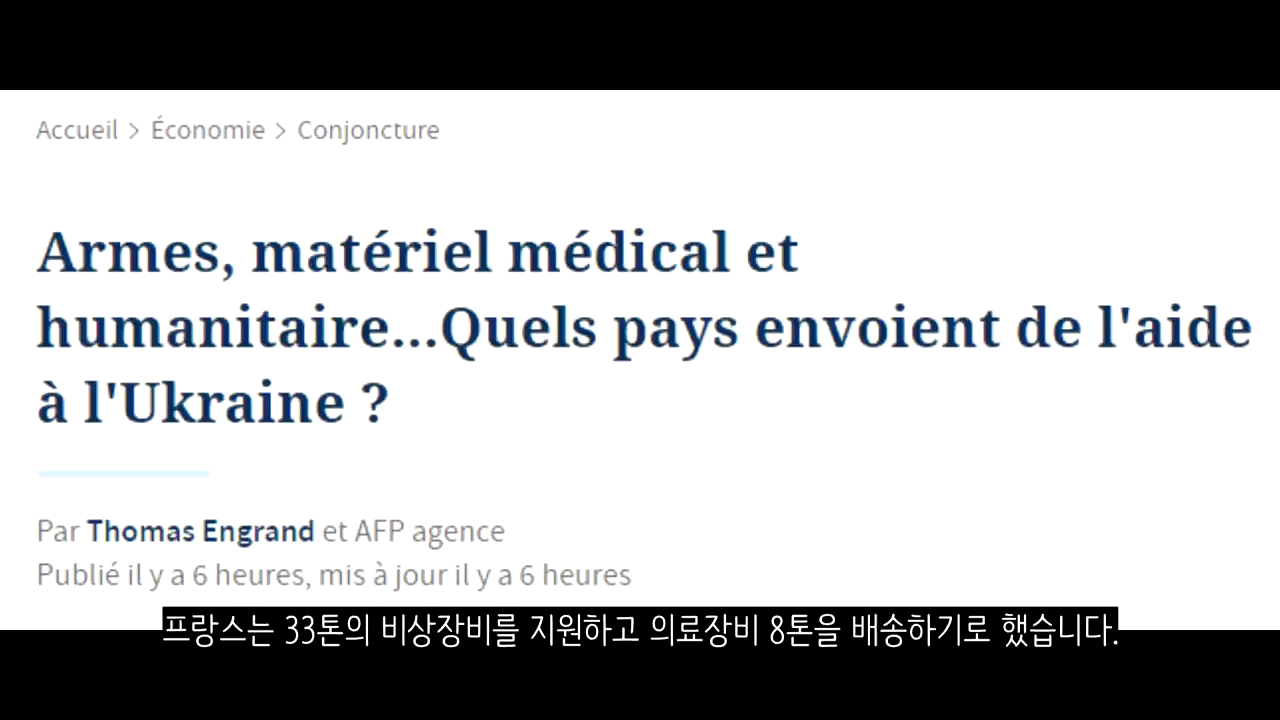 Accueil > Économie > Conjoncture
Armes, matériel médical et
humanitaire...Quels pays envoient de l'aide
à l'Ukraine ?
Par Thomas Engrand et AFP agence
Publié il y a 6 heures, mis à jour il y a 6 heures
프랑스는 33톤의 비상장비를 지원하고 의료장비 8톤을 배송하기로 했습니다.